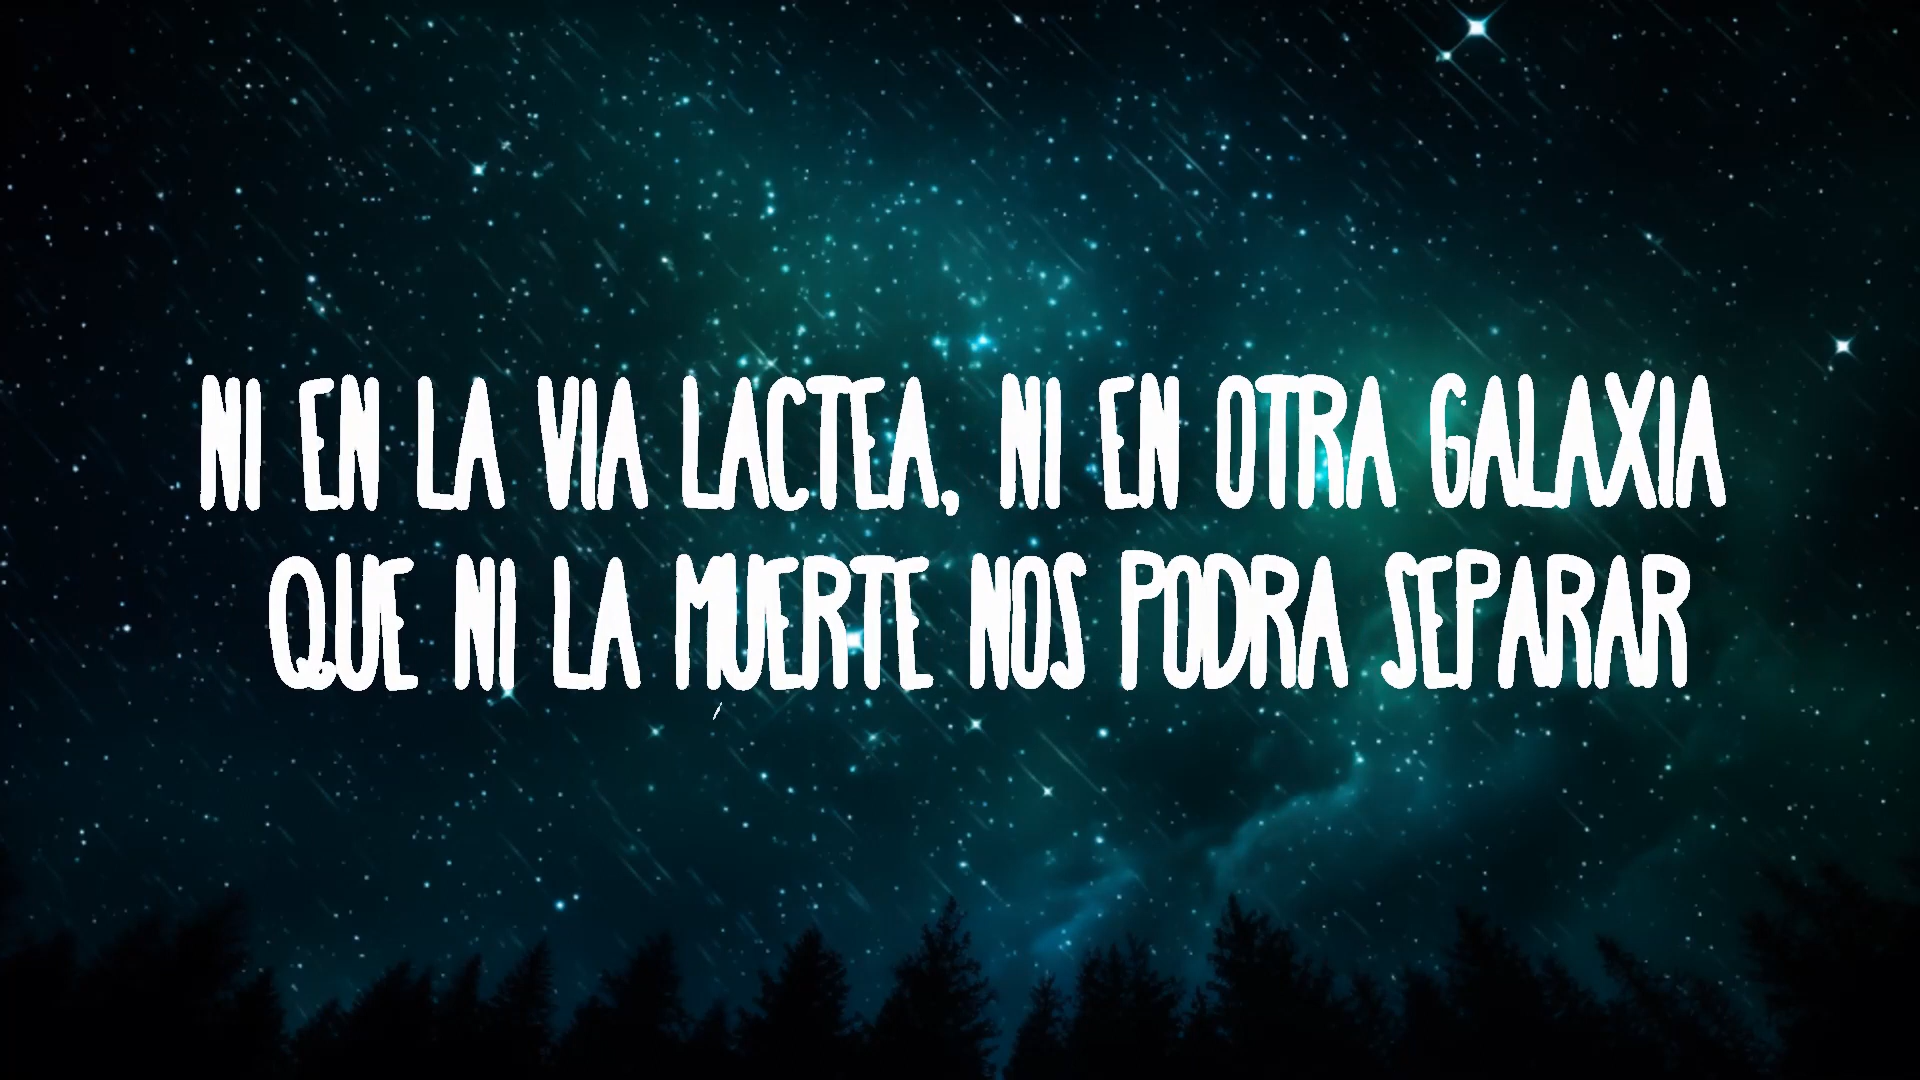 NI EN LA VIA LACTEA, NI EN OTRA GALAXIA
QUE NI LA MUERTE NOS PODRA SEPARAR